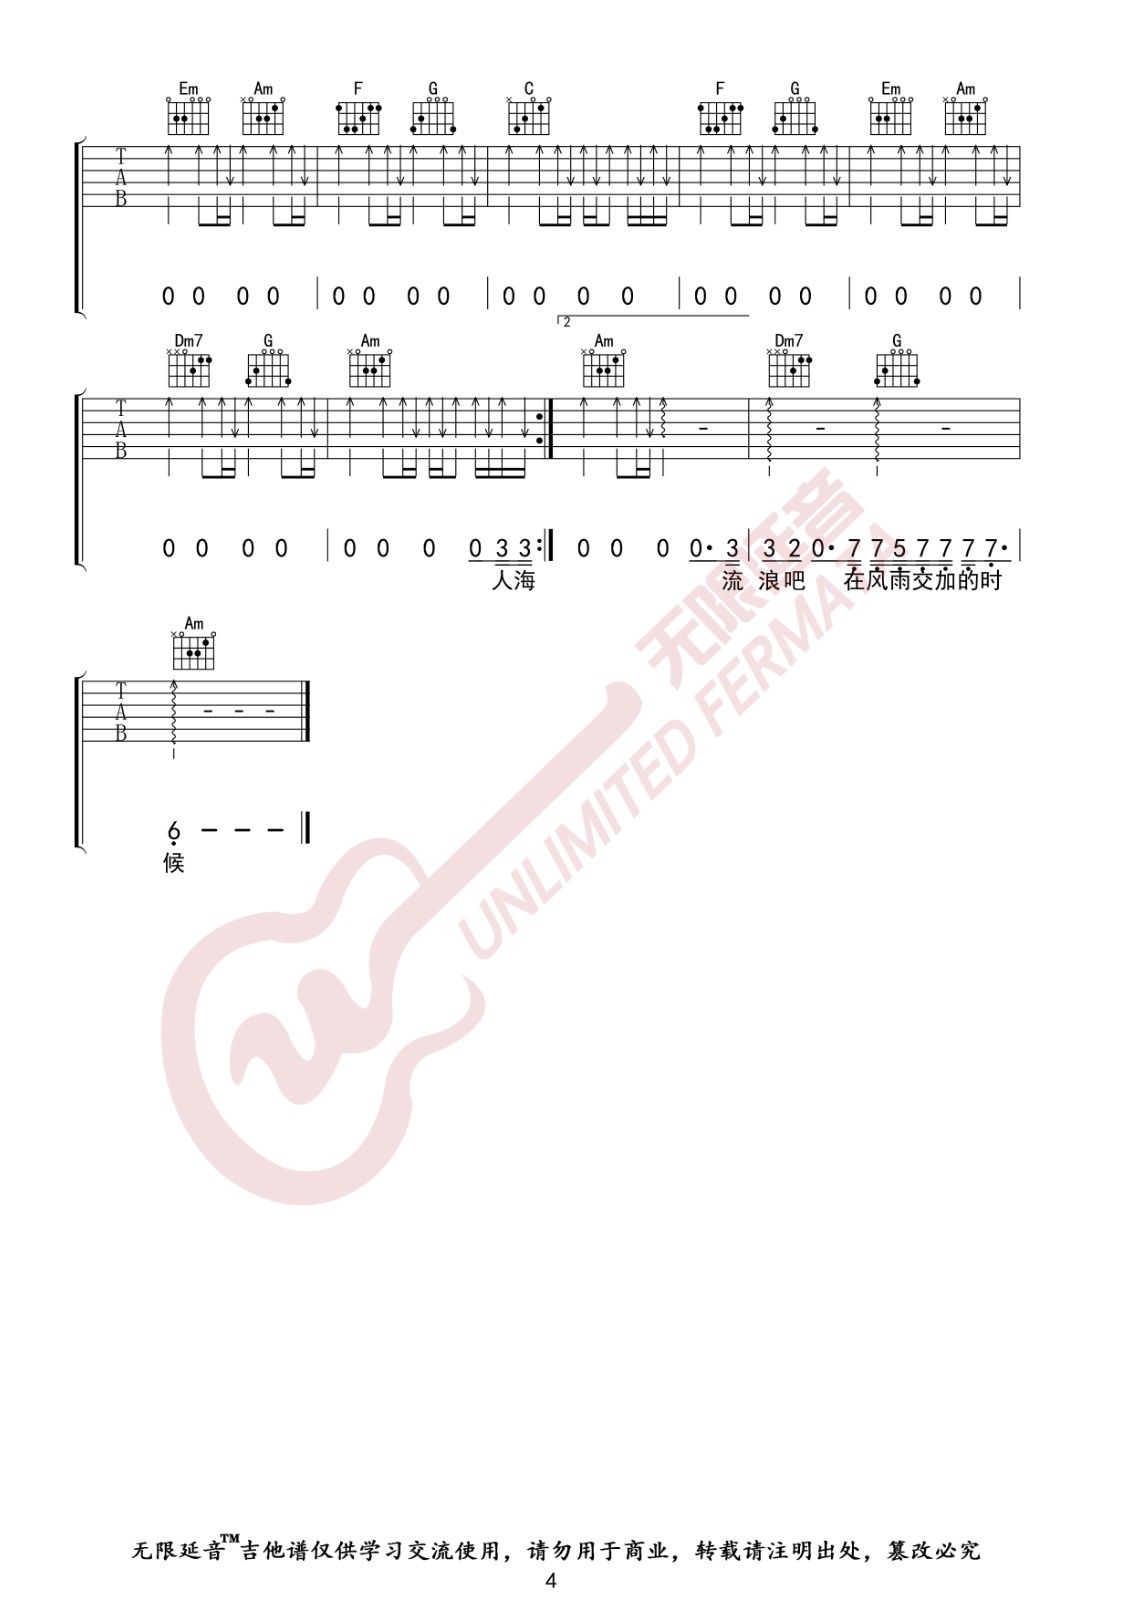 Em Am F G C F G Em Am
T
A
B
0 0 0 0 0 0 0 0 0 0 0 0 0 0 0 0 0 0 0 0
2
Dm7 G Am Am Dm7 G
T
A - - -
B
0 0 0 0 0 0 0 0 3 3 0 0 0 0· 3 3 2 0· 7 7 5 7 7 7 7·
人海 流 浪吧 在风雨交加的时
Am
T
A - - -
B
6 - - -
候
无限延音
UNLIMITED FERMATA
无限延音™吉他谱仅供学习交流使用，请勿用于商业，转载请注明出处，篡改必究
4